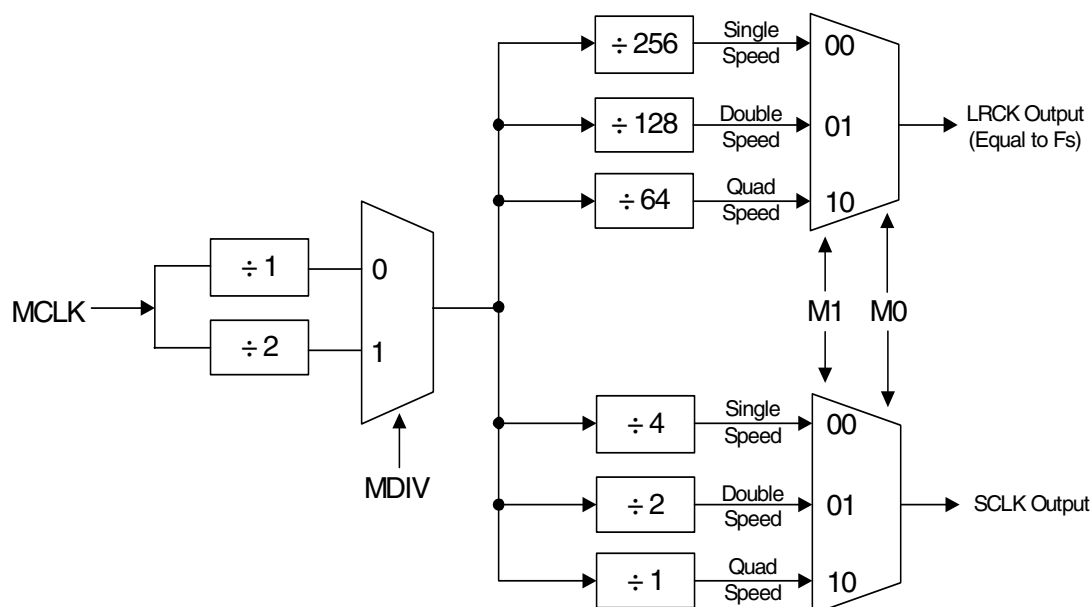 MCLK
÷ 1
÷ 2
0
1
MDIV
÷ 256
Single
Speed
00
÷ 128
Double
Speed
01
÷ 64
Quad
Speed
10
LRCK Output
(Equal to Fs)
M1
M0
÷ 4
Single
Speed
00
÷ 2
Double
Speed
01
÷ 1
Quad
Speed
10
SCLK Output